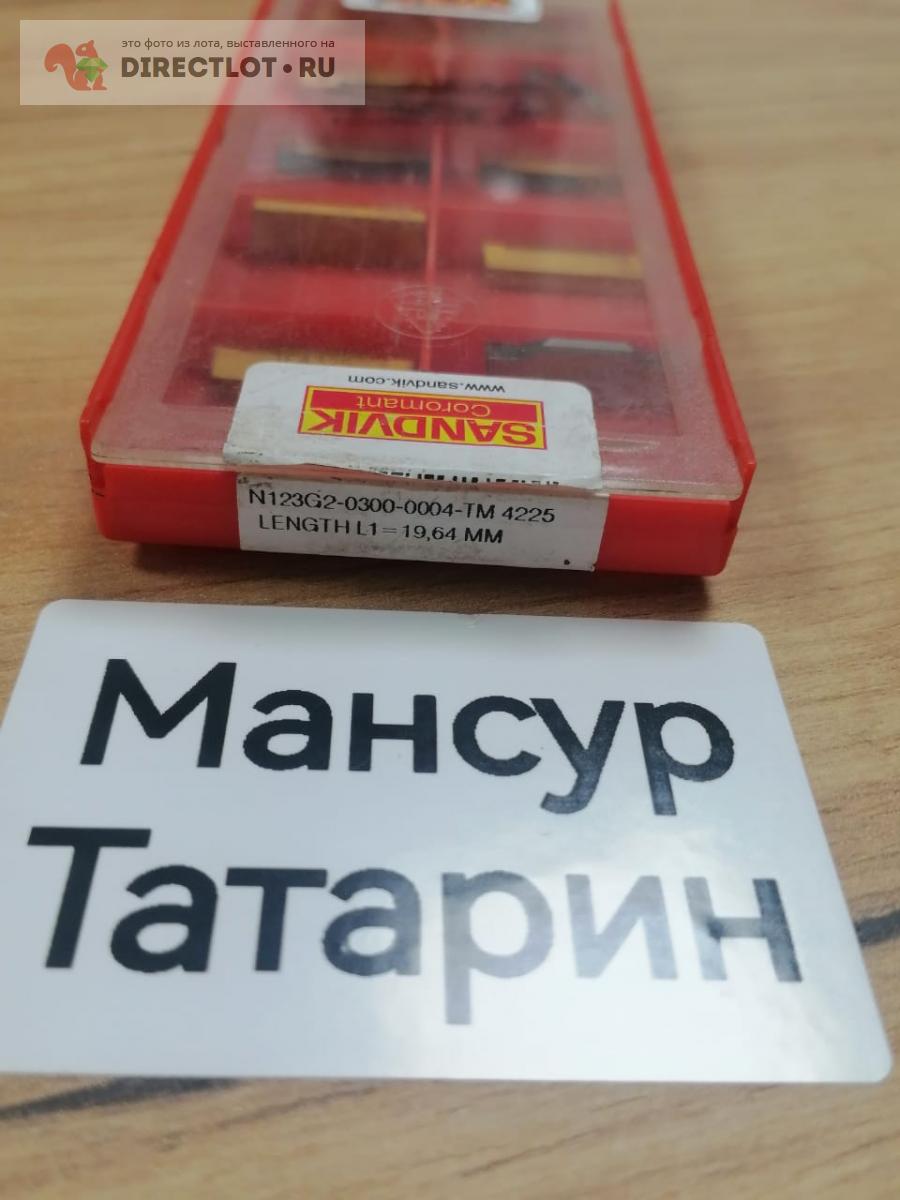 это фото из лота, выставленного на
DIRECTLOT.RU
www.sandvik.com
Coromant
SANDVIK
N123G2-0300-0004-TM 4225
LENGTH L1=19,64 MM
Мансур
Татарин